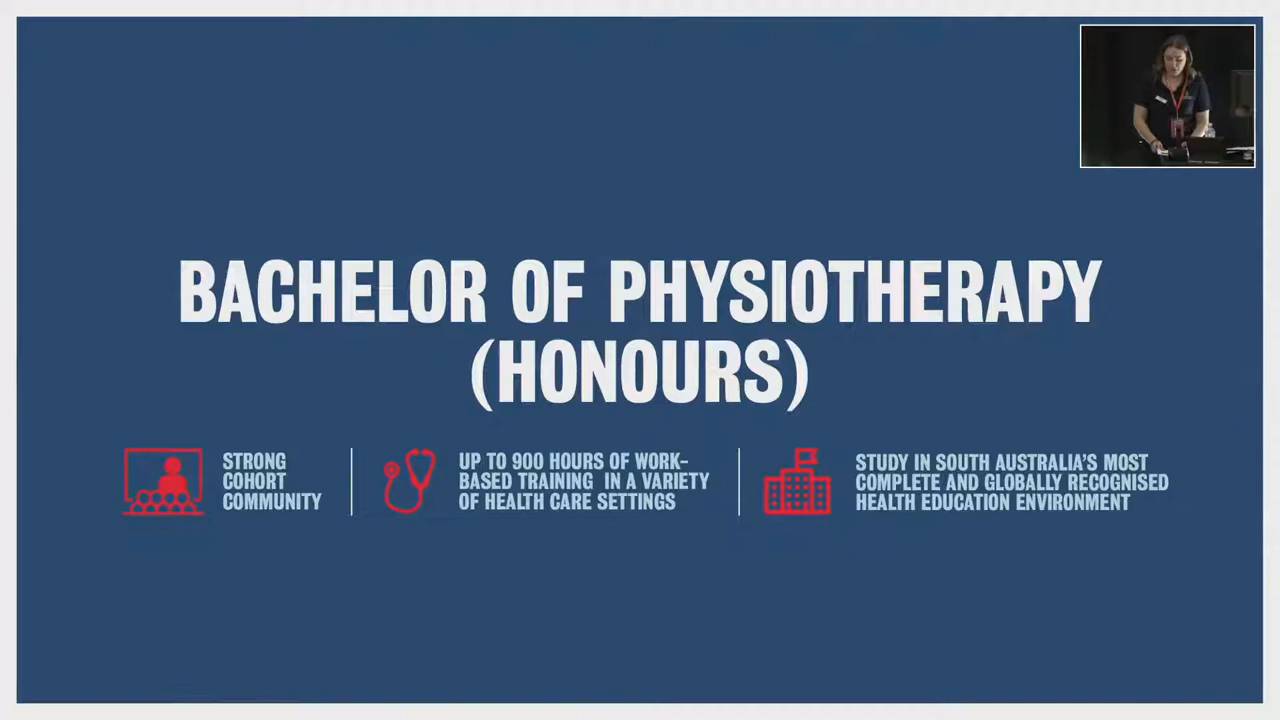 BACHELOR OF PHYSIOTHERAPY
(HONOURS)
STRONG
COHORT
COMMUNITY
UP TO 900 HOURS OF WORK-
BASED TRAINING IN A VARIETY
OF HEALTH CARE SETTINGS
STUDY IN SOUTH AUSTRALIA'S MOST
COMPLETE AND GLOBALLY RECOGNISED
HEALTH EDUCATION ENVIRONMENT